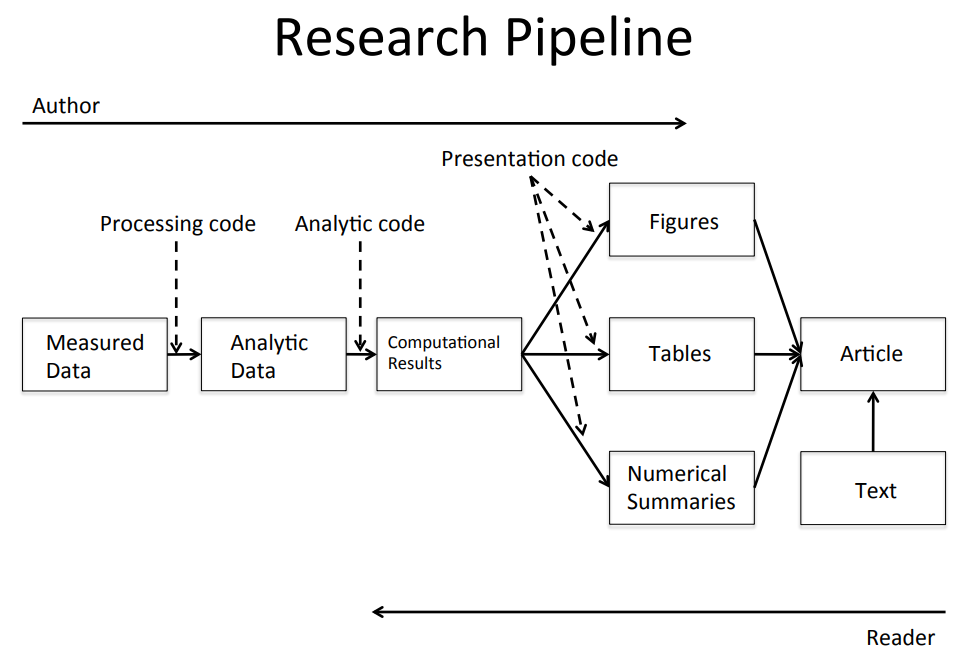 Research Pipeline
Author
Presentation code
Processing code
Analytic code
Figures
Measured
Data
Analytic
Data
Computational
Results
Tables
Article
Numerical
Summaries
Text
Reader